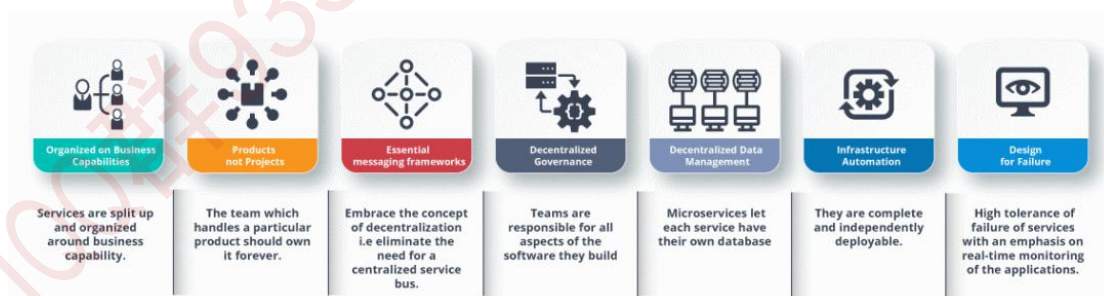 Organized on Business
Capabilities
Products
not Projects
Essential
messaging frameworks
Decentralized
Governance
Decentralized Data
Management
Infrastructure
Automation
Design
for Failure
Services are split up
and organized
around business
capability.
The team which
handles a particular
product should own
it forever.
Embrace the concept
of decentralization
i.e eliminate the
need for a
centralized service
bus.
Teams are
responsible for all
aspects of the
software they build
Microservices let
each service have
their own database
They are complete
and independently
deployable.
High tolerance of
failure of services
with an emphasis on
real-time monitoring
of the applications.